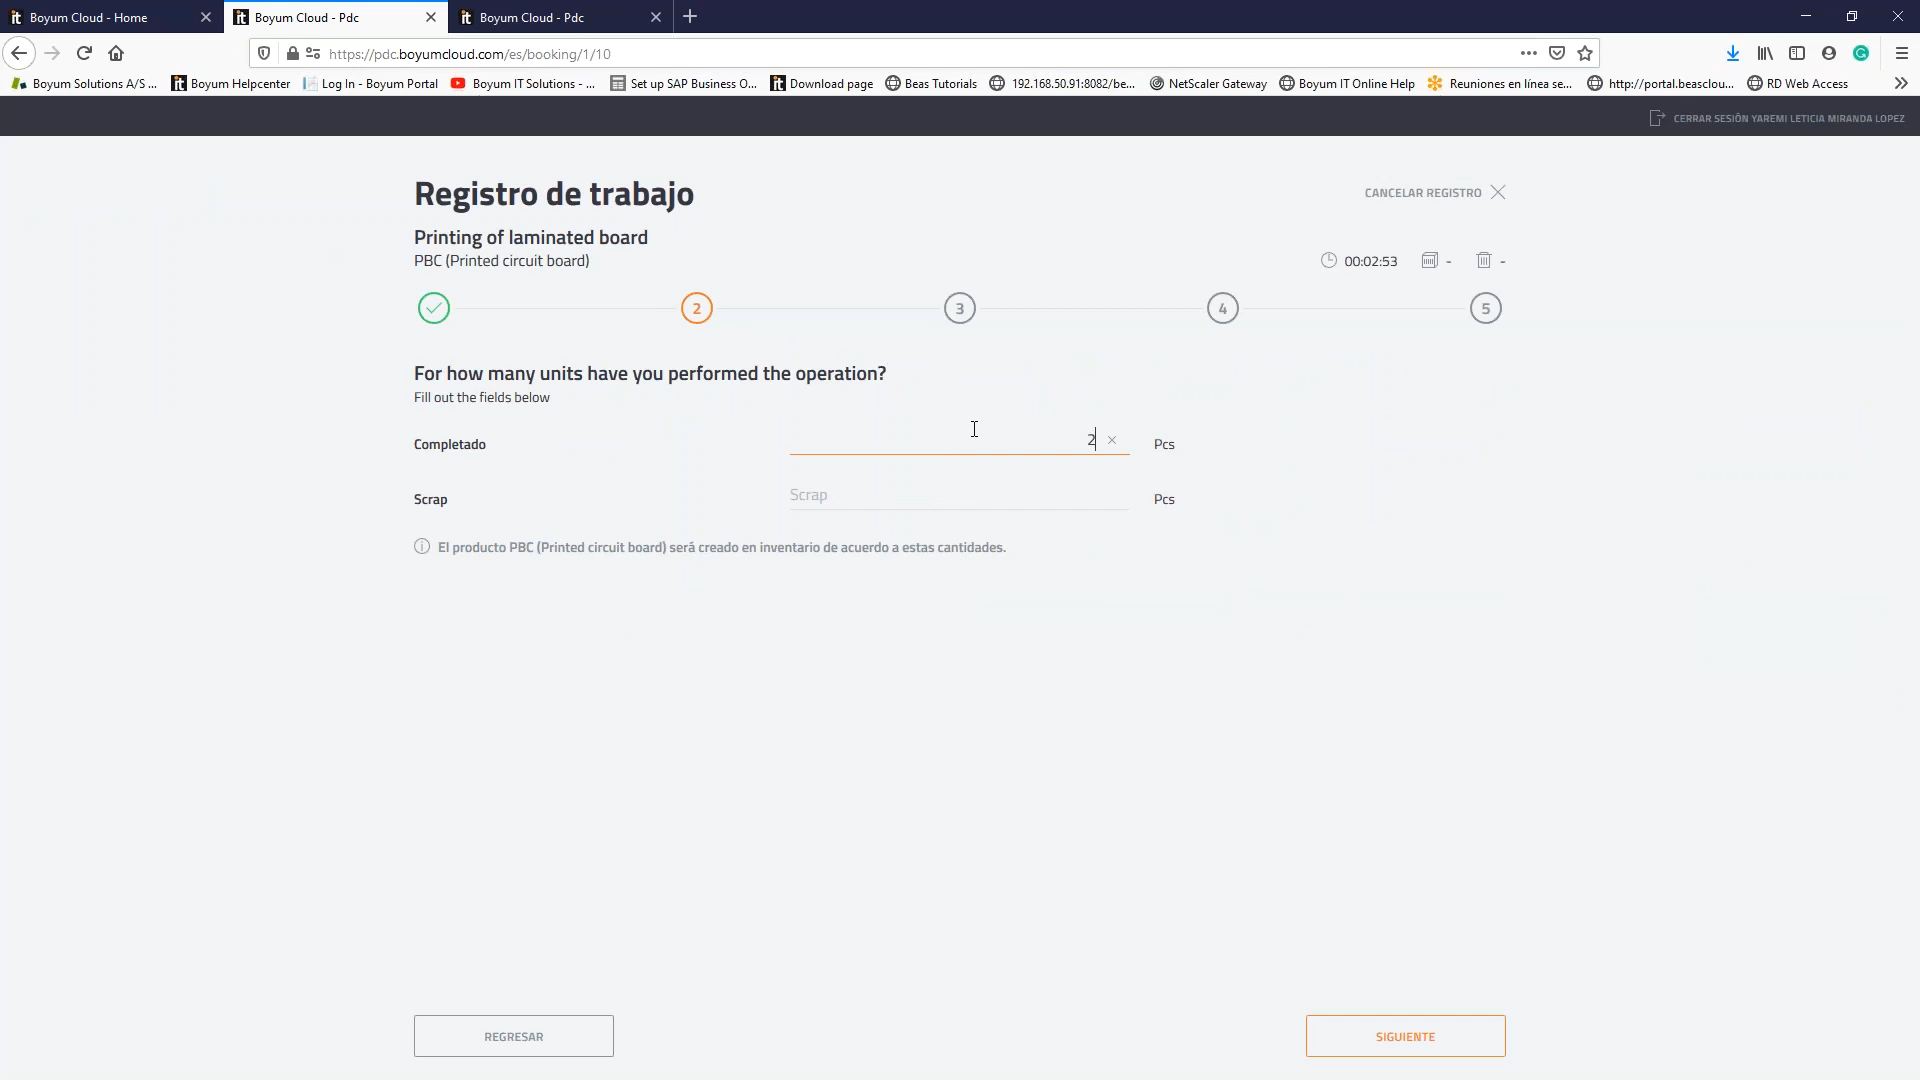 Boyum Cloud - Home
Boyum Cloud - Pdc
Boyum Cloud - Pdc
https://pdc.boyumcloud.com/es/booking/1/10
Boyum Solutions A/S ...
Boyum Helpcenter
Log In - Boyum Portal
Boyum IT Solutions - ...
Set up SAP Business O...
Download page
Beas Tutorials
192.168.50.91:8082/be...
NetScaler Gateway
Boyum IT Online Help
Reuniones en línea se...
http://portal.beasclou...
RD Web Access
CERRAR SESIÓN YAREMI LETICIA MIRANDA LOPEZ
Registro de trabajo
CANCELAR REGISTRO
Printing of laminated board
PBC (Printed circuit board)
00:02:53 - -
2 3 4 5
For how many units have you performed the operation?
Fill out the fields below
Completado 2 Pcs
Scrap Scrap Pcs
El producto PBC (Printed circuit board) será creado en inventario de acuerdo a estas cantidades.
REGRESAR
SIGUIENTE